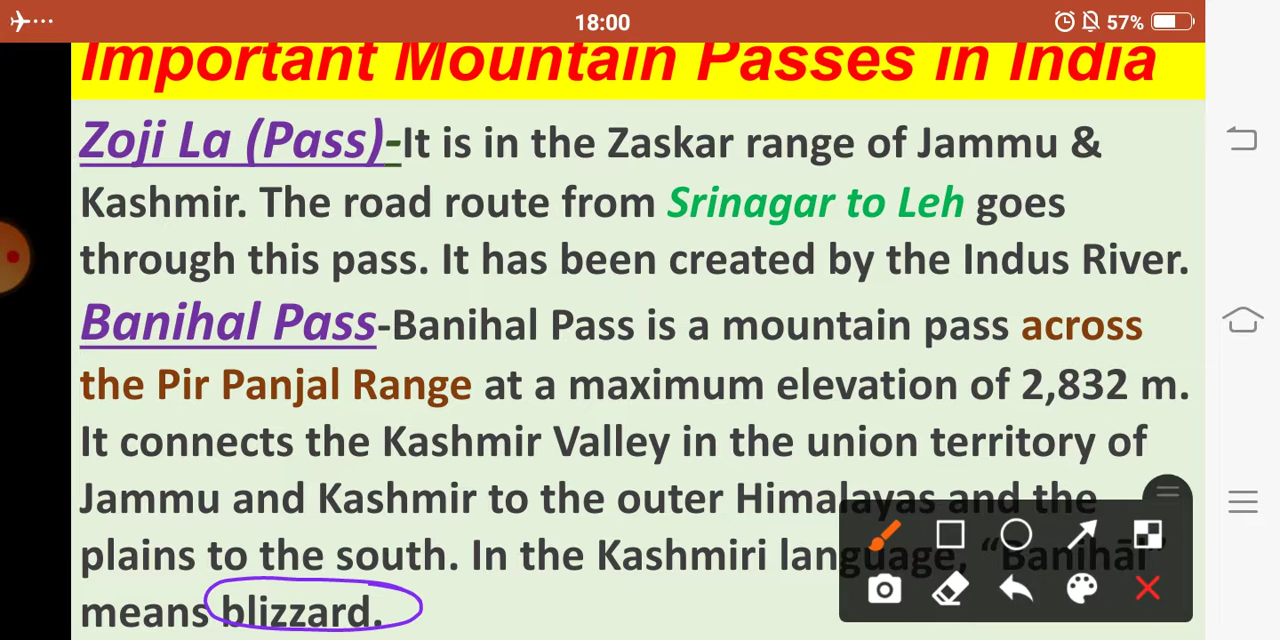 18:00
57%
Important Mountain Passes in India
Zoji La (Pass)-It is in the Zaskar range of Jammu &
Kashmir. The road route from Srinagar to Leh goes
through this pass. It has been created by the Indus River.
Banihal Pass-Banihal Pass is a mountain pass across
the Pir Panjal Range at a maximum elevation of 2,832 m.
It connects the Kashmir Valley in the union territory of
Jammu and Kashmir to the outer Himalayas and the
plains to the south. In the Kashmiri language, “Banihāl”
means blizzard.